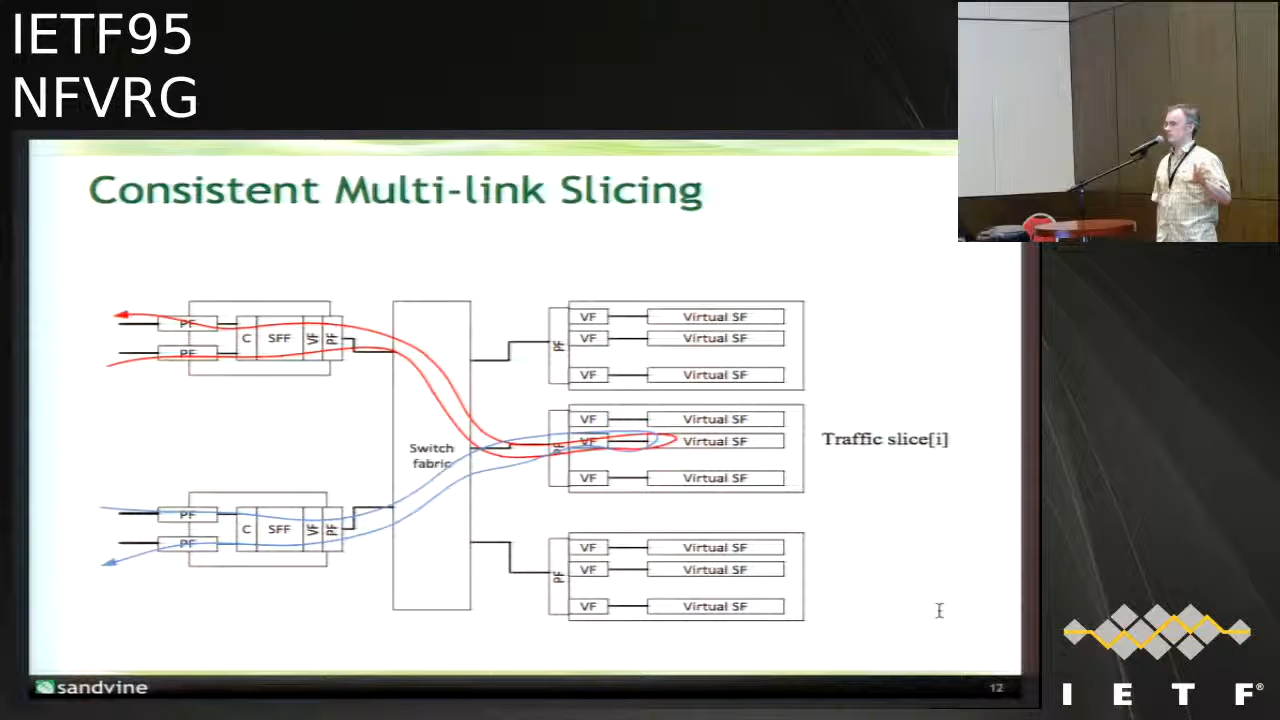 IETF95
NFVRG
Consistent Multi-link Slicing
PF
PF
C
SFF
VF
PF
Switch
fabric
PF
VF
Virtual SF
VF
Virtual SF
VF
Virtual SF
PF
VF
Virtual SF
VF
Virtual SF
VF
Virtual SF
Traffic slice[i]
PF
PF
C
SFF
VF
PF
PF
VF
Virtual SF
VF
Virtual SF
VF
Virtual SF
sandvine
12
I E T F®